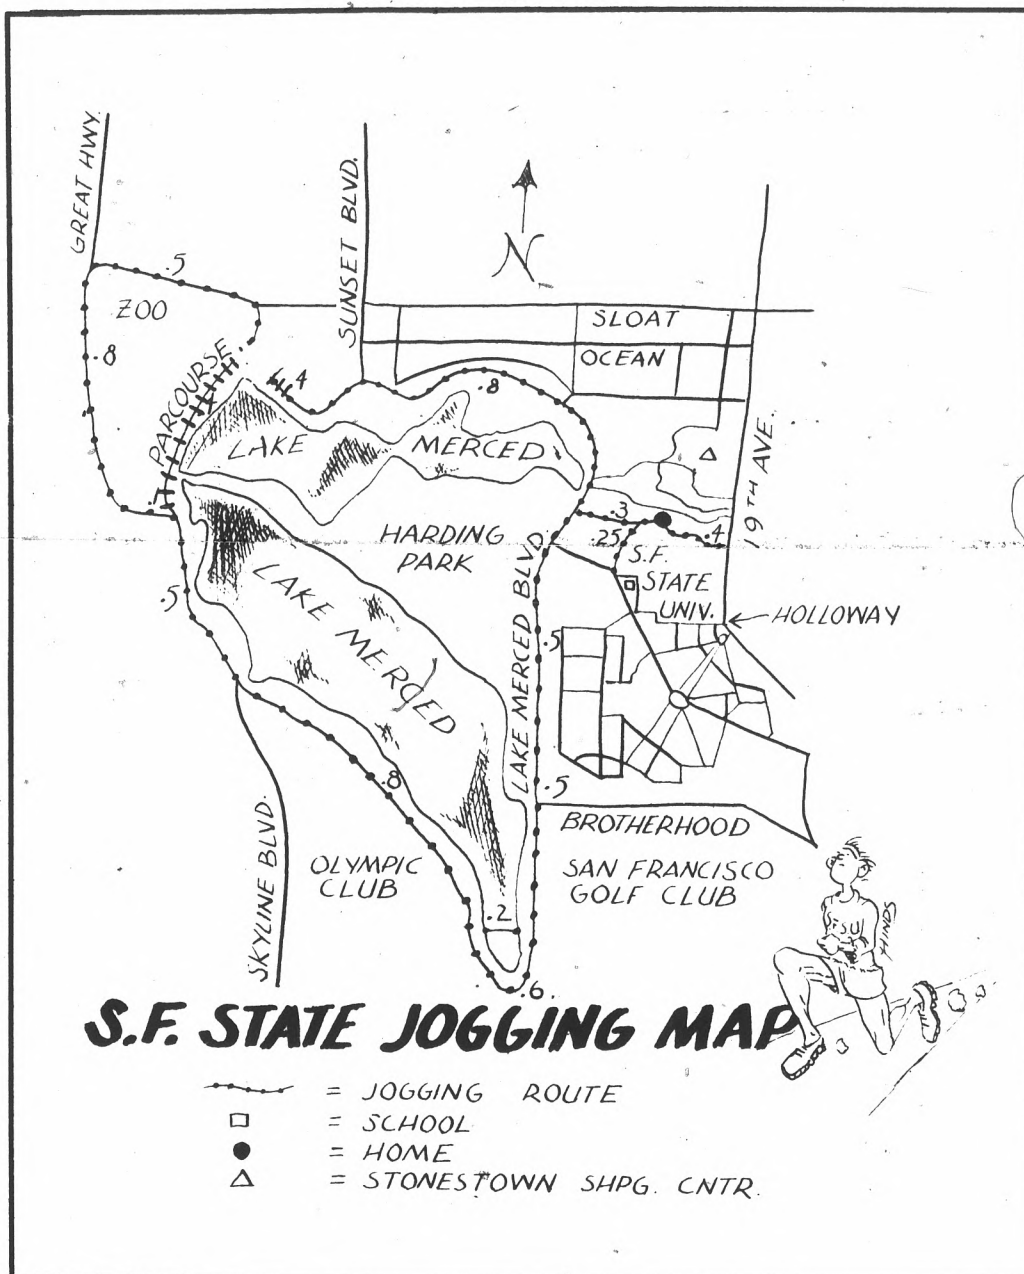 GREAT HWY.
SUNSET BLVD.
N
.5
ZOO
SLOAT
OCEAN
.8
PARCOURSE
.4
.8
LAKE MERCED
19TH AVE.
.7
.3
.4
HARDING
PARK
.25
S.F.
STATE
UNIV.
HOLLOWAY
LAKE MERCED
.5
LAKE MERCED BLVD.
.5
.8
.5
BROTHERHOOD
SKYLINE BLVD.
OLYMPIC
CLUB
SAN FRANCISCO
GOLF CLUB
.2
.6
SFSU
HINDS
S.F. STATE JOGGING MAP
= JOGGING ROUTE
= SCHOOL
= HOME
= STONESTOWN SHPG. CNTR.